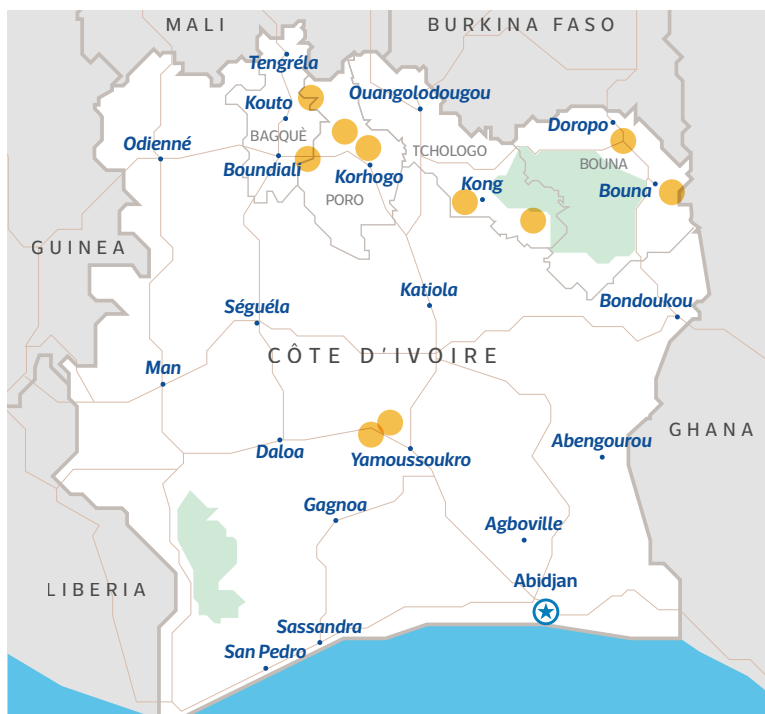 MALI
BURKINA FASO
Tengréla
Kouto
Ouangolodougou
Doropo
BAGQUÈ
Odienné
TCHOLOGO
BOUNA
Boundiali
Korhogo
Kong
Bouna
PORO
GUINEA
Katiola
Bondoukou
Séguéla
CÔTE D'IVOIRE
Man
GHANA
Abengourou
Daloa
Yamoussoukro
Gagnoa
Agboville
Abidjan
LIBERIA
Sassandra
San Pedro